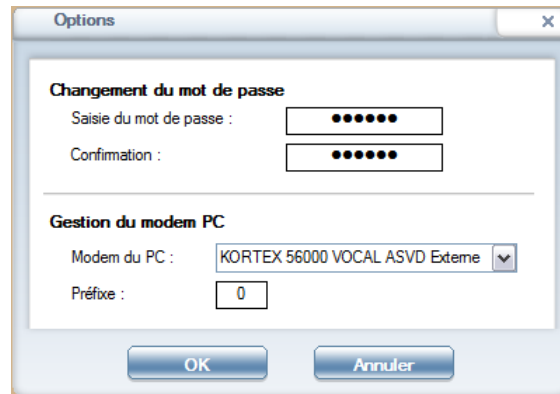 Options
Changement du mot de passe
Saisie du mot de passe : ●●●●●●
Confirmation : ●●●●●●
Gestion du modem PC
Modem du PC : KORTEX 56000 VOCAL ASVD Externe
Préfixe : 0
OK Annuler